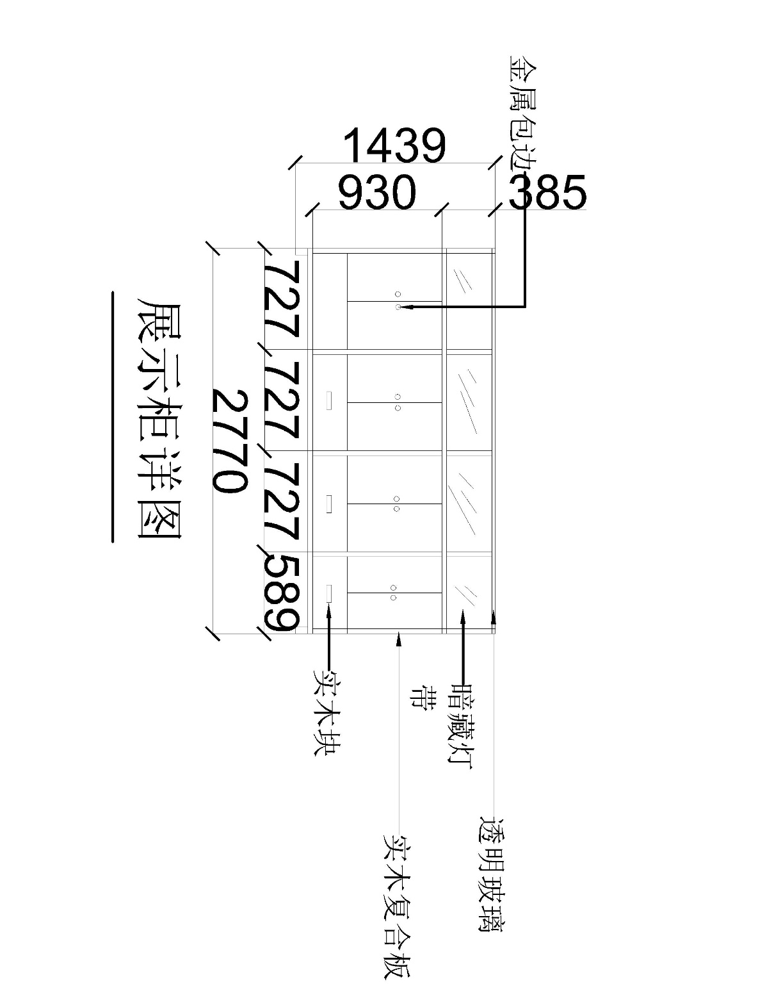 金属包边
1439
930
385
727
727
727
589
2770
实木块
暗藏灯
带
透明玻璃
实木复合板
展示柜详图